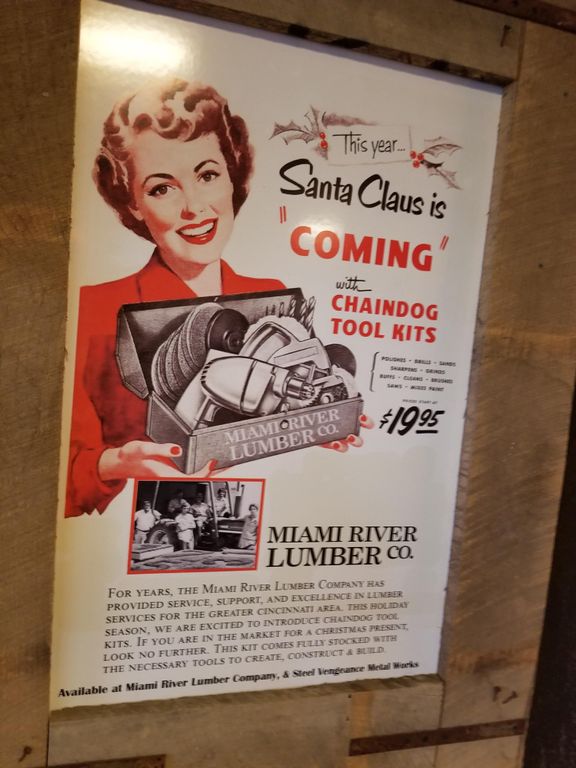 This year...
Santa Claus is
"COMING"
with
CHAINDOG
TOOL KITS
POLISHES • DRILLS • SANDS
SHARPENS • GRINDS
BUFFS • CLEANS • BRUSHES
SAWS • MIXES PAINT
PRICES START AT
$19.95
MIAMI RIVER
LUMBER CO.
MIAMI RIVER
LUMBER CO.
FOR YEARS, THE MIAMI RIVER LUMBER COMPANY HAS
PROVIDED SERVICE, SUPPORT, AND EXCELLENCE IN LUMBER
SERVICES FOR THE GREATER CINCINNATI AREA. THIS HOLIDAY
SEASON, WE ARE EXCITED TO INTRODUCE CHAINDOG TOOL
KITS. IF YOU ARE IN THE MARKET FOR A CHRISTMAS PRESENT,
LOOK NO FURTHER. THIS KIT COMES FULLY STOCKED WITH
THE NECESSARY TOOLS TO CREATE, CONSTRUCT & BUILD.
Available at Miami River Lumber Company, & Steel Vengeance Metal Works